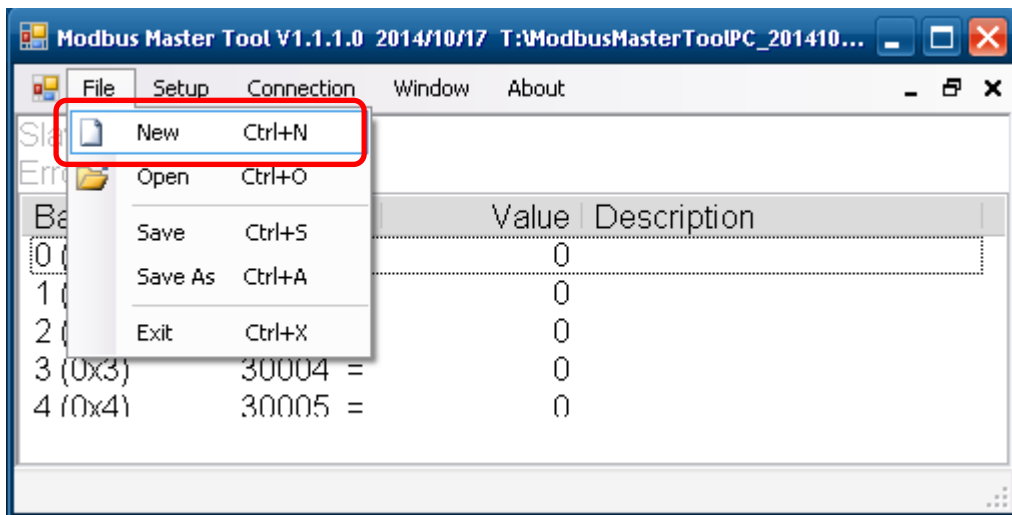 Modbus Master Tool V1.1.1.0 2014/10/17 T:\ModbusMasterToolPC_201410...
File Setup Connection Window About
New Ctrl+N
Open Ctrl+O
Save Ctrl+S
Save As Ctrl+A
Exit Ctrl+X
Value Description
0
0
0
3 (0x3) 30004 = 0
4 (0x4) 30005 = 0